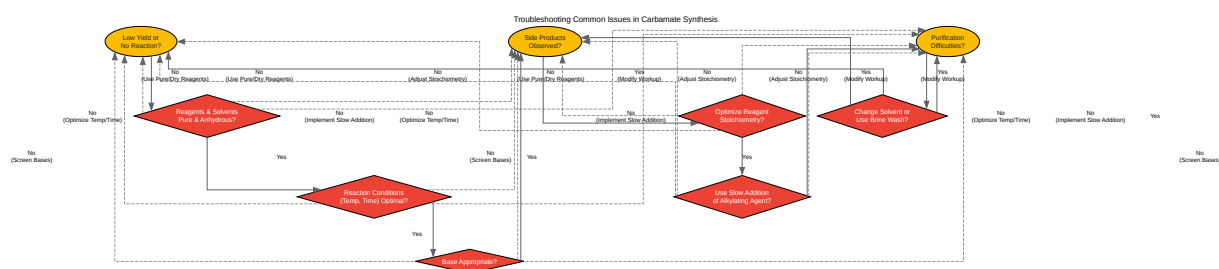 Troubleshooting Common Issues in Carbamate Synthesis
Low Yield or
No Reaction?
Side Products
Observed?
Purification
Difficulties?
No
(Use Pure/Dry Reagents)
No
(Use Pure/Dry Reagents)
No
(Adjust Stoichiometry)
No
(Use Pure/Dry Reagents)
Yes
(Modify Workup)
No
(Adjust Stoichiometry)
No
(Adjust Stoichiometry)
Yes
(Modify Workup)
Yes
(Modify Workup)
No
(Optimize Temp/Time)
Reagents & Solvents
Pure & Anhydrous?
No
(Implement Slow Addition)
No
(Optimize Temp/Time)
No
(Implement Slow Addition)
Optimize Reagent
Stoichiometry?
Change Solvent or
Use Brine Wash?
No
(Optimize Temp/Time)
No
(Implement Slow Addition)
Yes
No
(Screen Bases)
Yes
No
(Screen Bases)
Yes
Yes
No
(Screen Bases
Reaction Conditions
(Temp, Time) Optimal?
Use Slow Addition
of Alkylating Agent?
Yes
Base Appropriate?